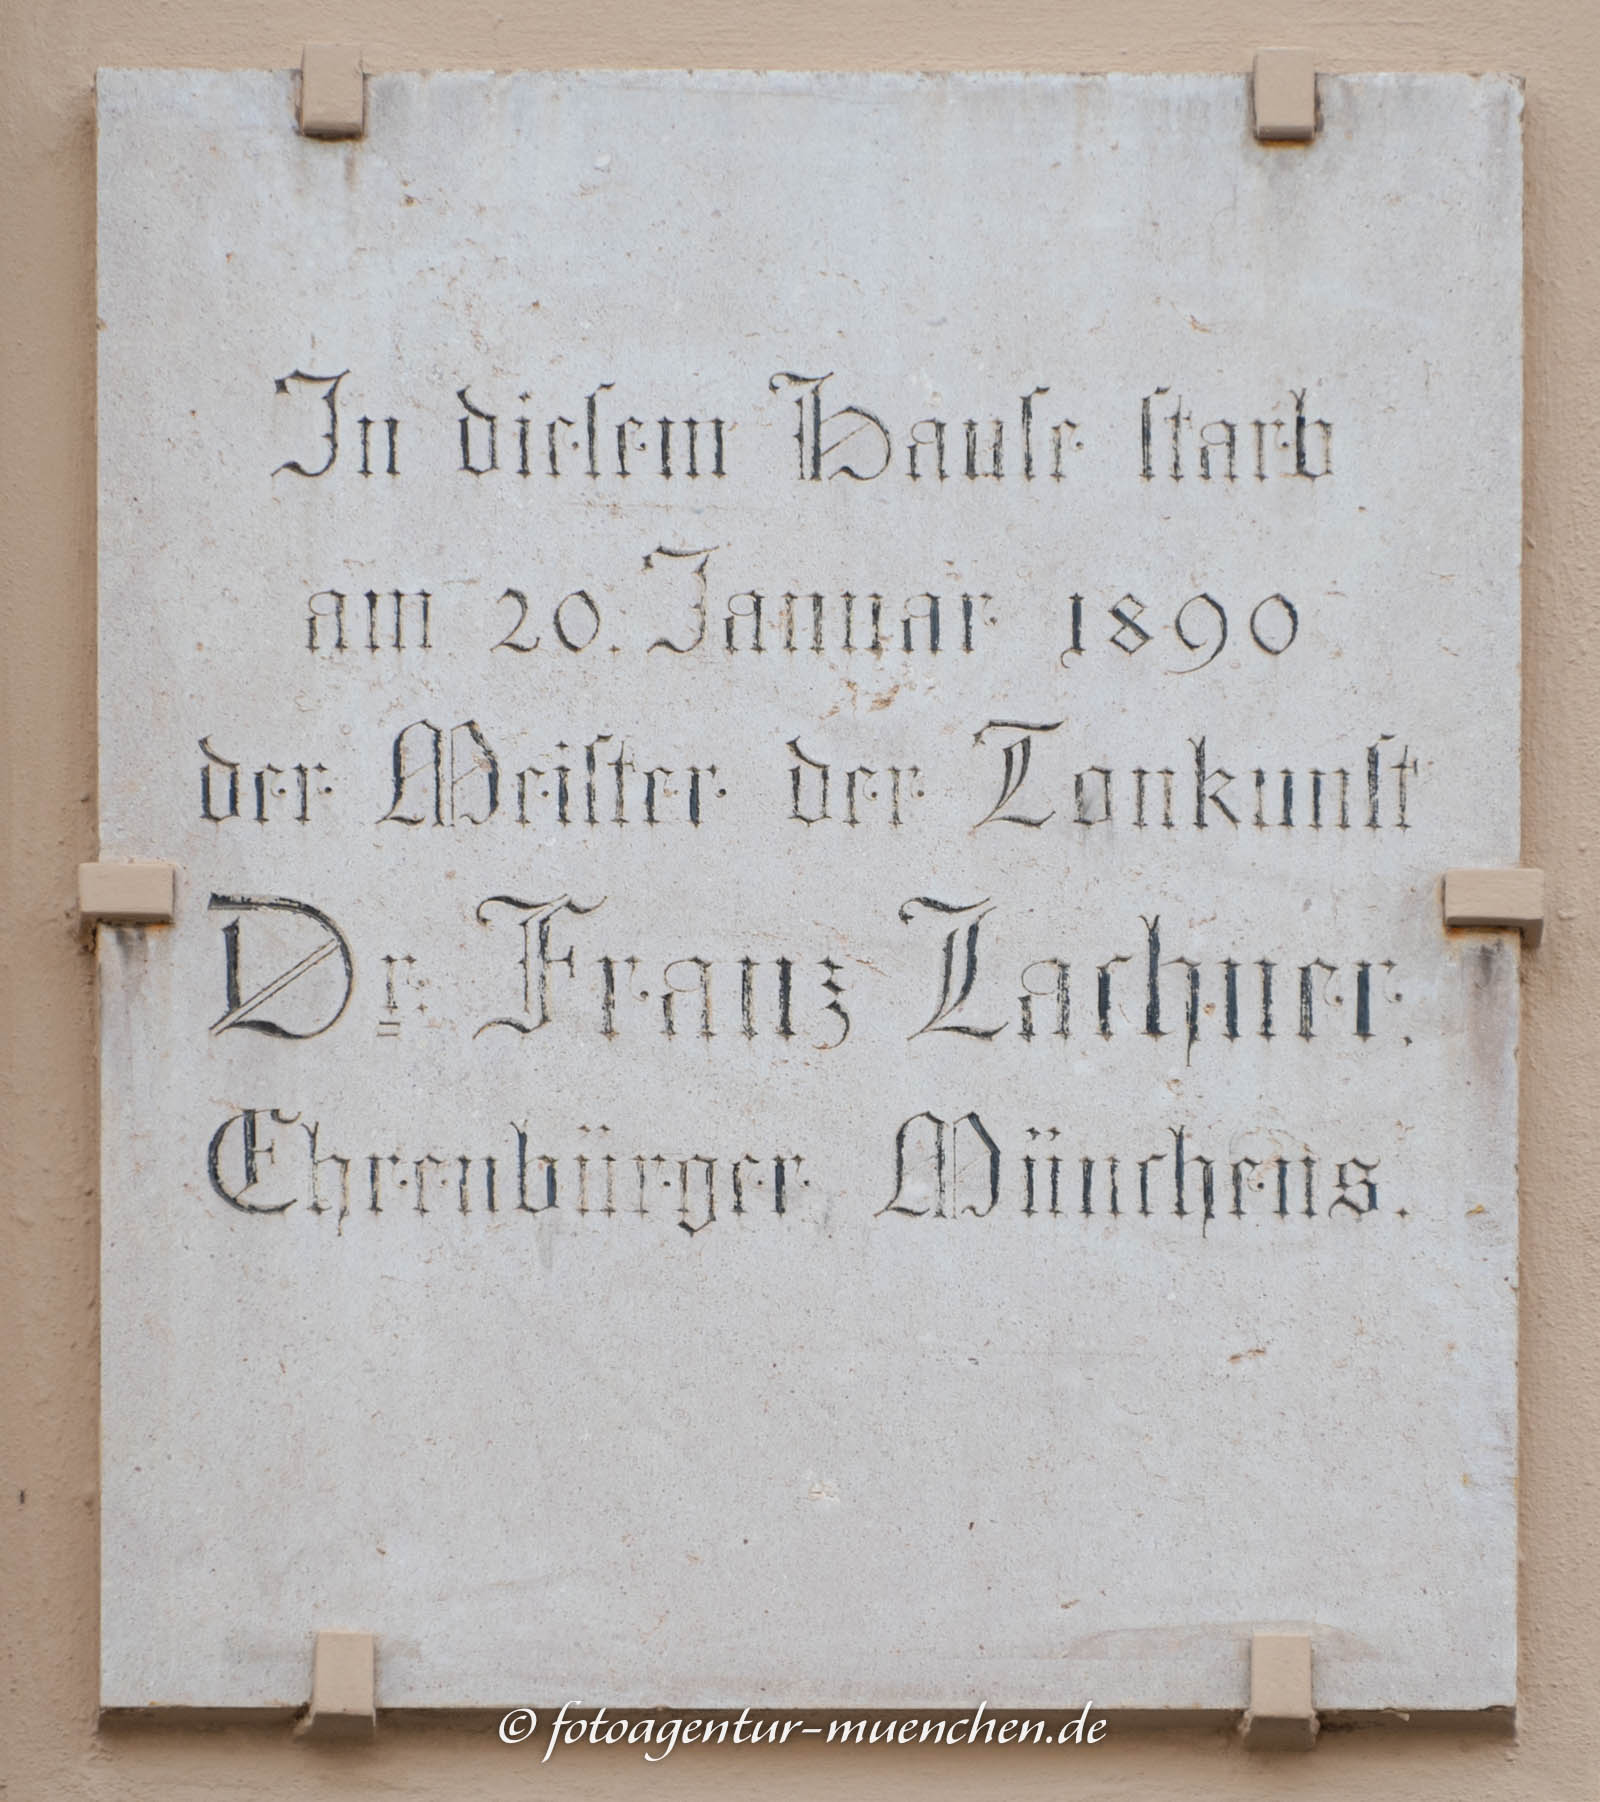 In dieſem Hauſe ſtarb
am 20. Januar 1890
der Meiſter der Tonkunſt
Dr. Franz Lachner.
Ehrenbürger Münchens.
© fotoagentur-muenchen.de